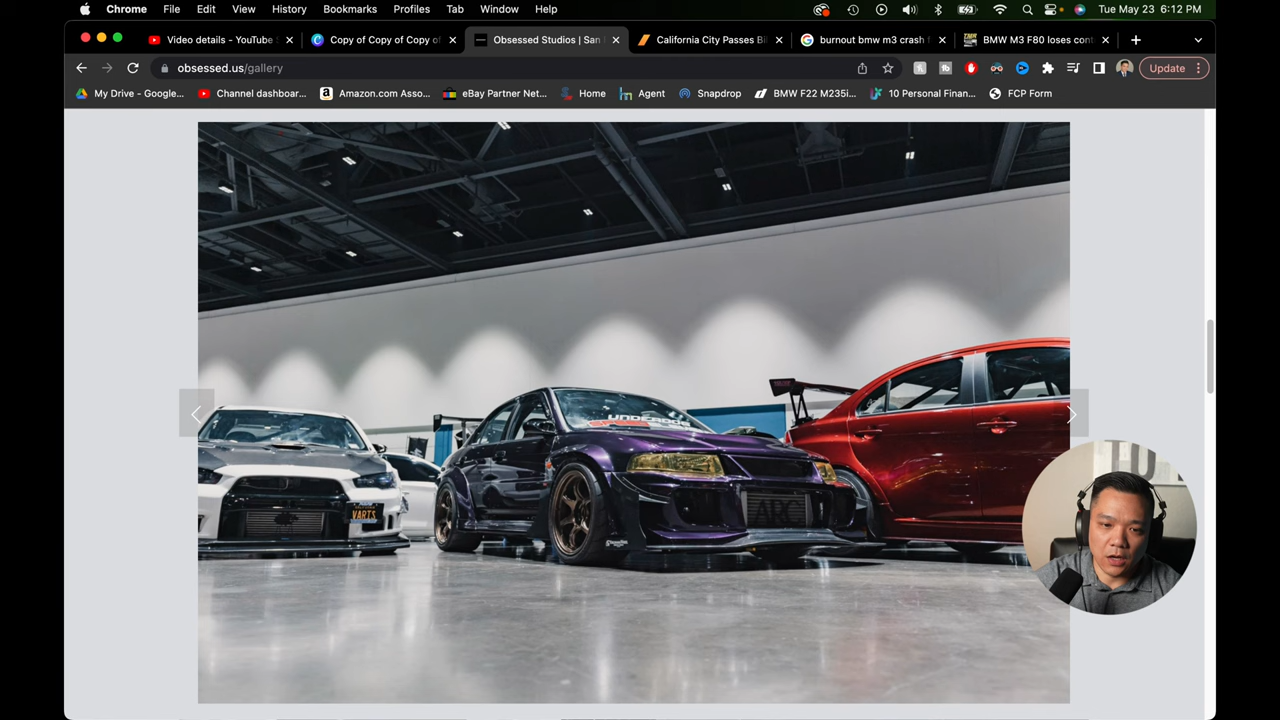 Chrome File Edit View History Bookmarks Profiles Tab Window Help Tue May 23 6:12 PM
Video details - YouTube S Copy of Copy of Copy of Obsessed Studios | San California City Passes Bi burnout bmw m3 crash f BMW M3 F80 loses cont
obsessed.us/gallery Update
My Drive - Google... Channel dashboar... Amazon.com Asso... eBay Partner Net... Home Agent Snapdrop BMW F22 M235i... 10 Personal Finan... FCP Form
UNDERDOG
VARTS
ARC